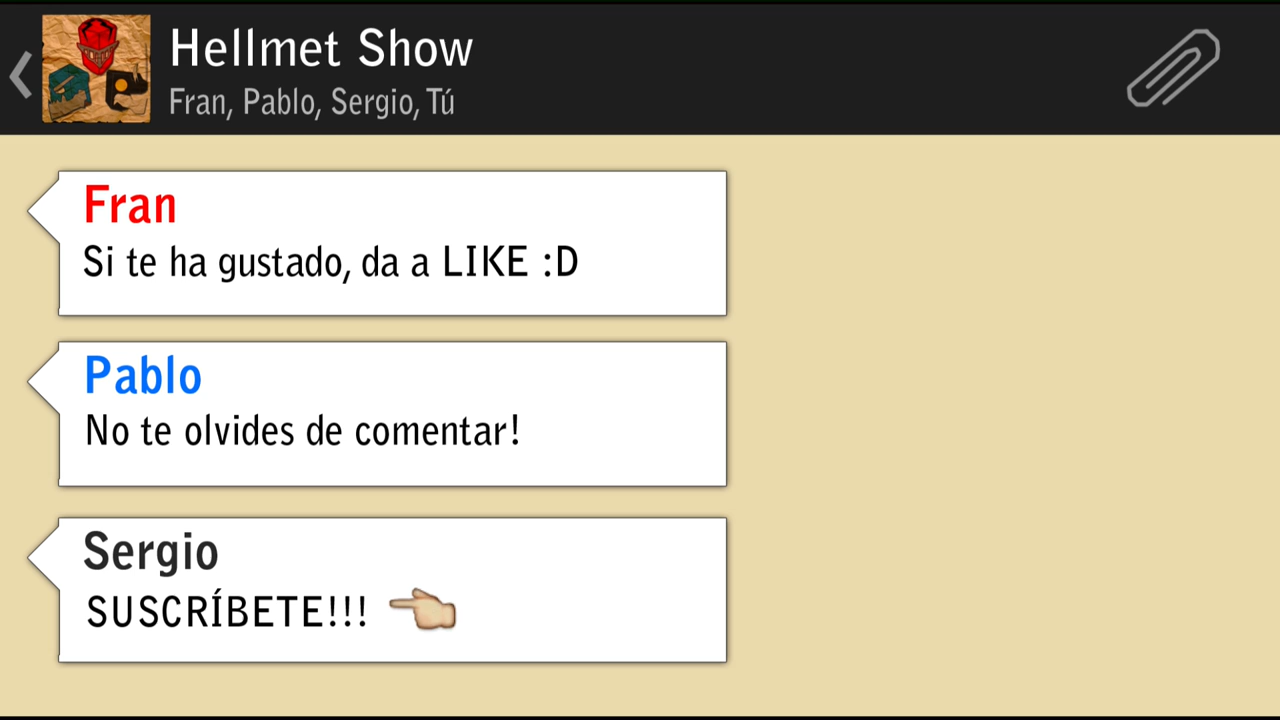 Hellmet Show
Fran, Pablo, Sergio, Tú
Fran
Si te ha gustado, da a LIKE :D
Pablo
No te olvides de comentar!
Sergio
SUSCRÍBETE!!! 👈